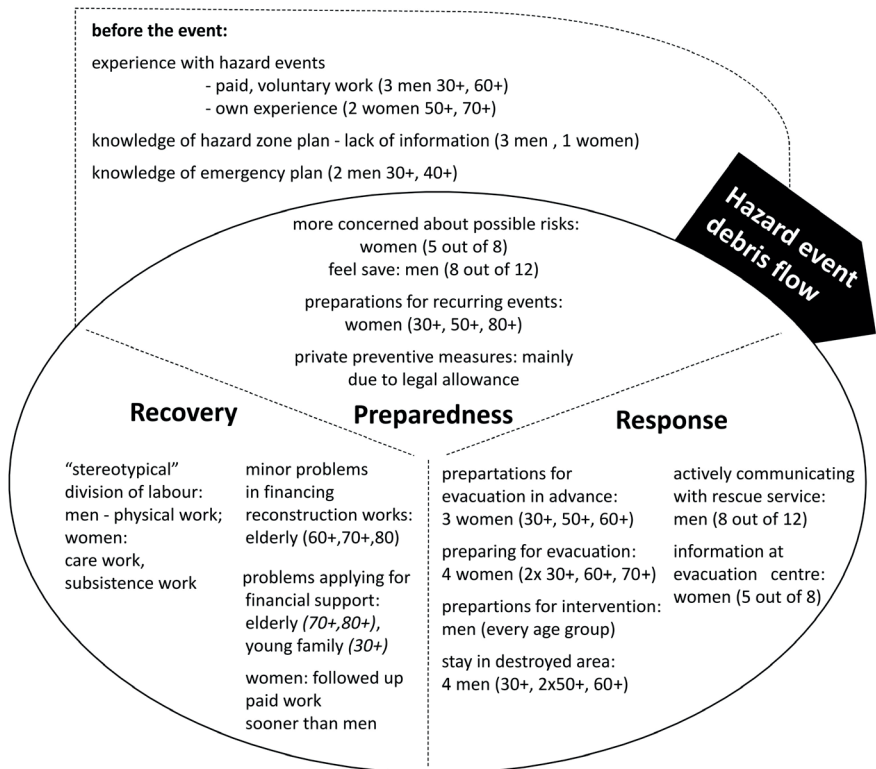 before the event:
experience with hazard events
- paid, voluntary work (3 men 30+, 60+)
- own experience (2 women 50+, 70+)
knowledge of hazard zone plan - lack of information (3 men , 1 women)
knowledge of emergency plan (2 men 30+, 40+)
Hazard event
debris flow
more concerned about possible risks:
women (5 out of 8)
feel save: men (8 out of 12)
preparations for recurring events:
women (30+, 50+, 80+)
private preventive measures: mainly
due to legal allowance
Recovery
Preparedness
Response
“stereotypical”
division of labour:
men - physical work;
women:
care work,
subsistence work
minor problems
in financing
reconstruction works:
elderly (60+,70+,80)
problems applying for
financial support:
elderly (70+,80+),
young family (30+)
women: followed up
paid work
sooner than men
prepartations for
evacuation in advance:
3 women (30+, 50+, 60+)
preparing for evacuation:
4 women (2x 30+, 60+, 70+)
prepartions for intervention:
men (every age group)
stay in destroyed area:
4 men (30+, 2x50+, 60+)
actively communicating
with rescue service:
men (8 out of 12)
information at
evacuation centre:
women (5 out of 8)